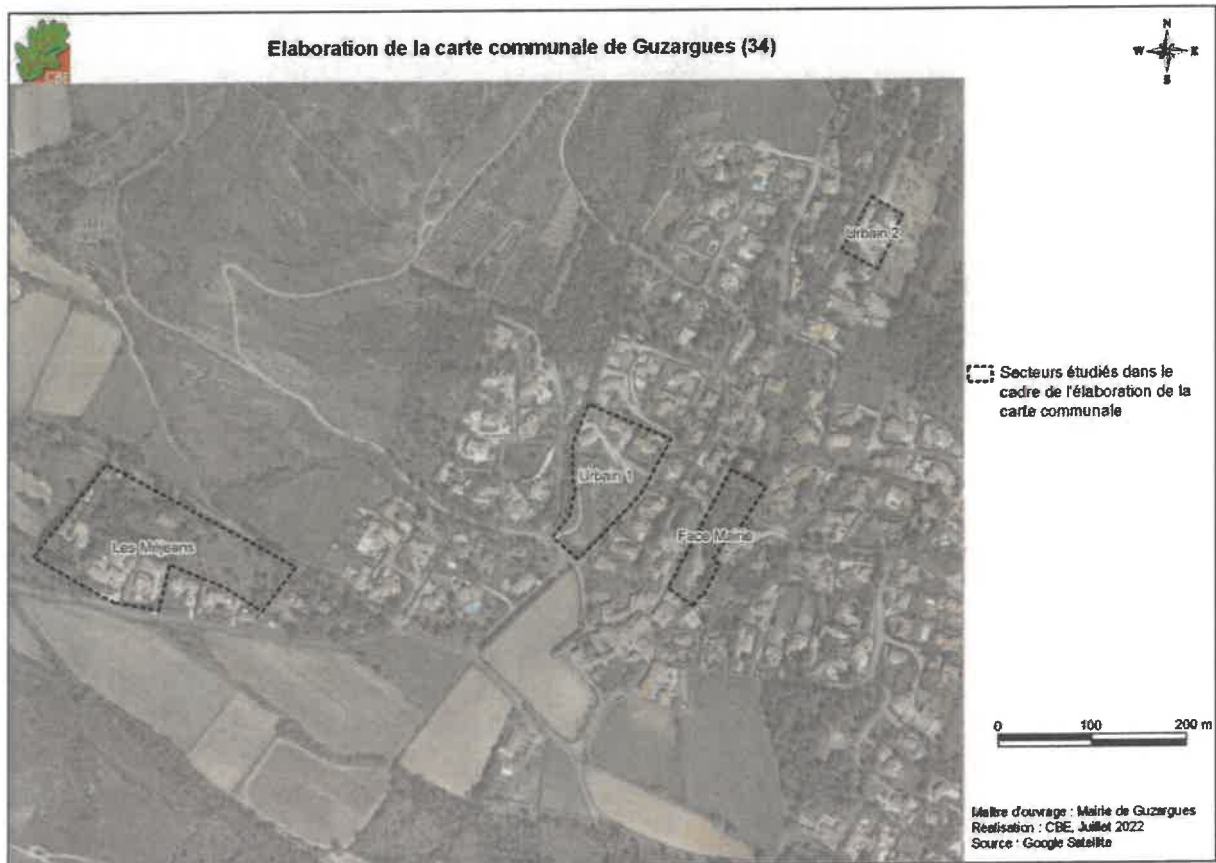 Elaboration de la carte communale de Guzargues (34)
CBE
N
W
E
S
Urbain 2
Urbain 1
Face Mairie
Les Méjeans
Secteurs étudiés dans le
cadre de l'élaboration de la
carte communale
0 100 200 m
Maître d'ouvrage : Mairie de Guzargues
Réalisation : CBE, Juillet 2022
Source : Google Satellite